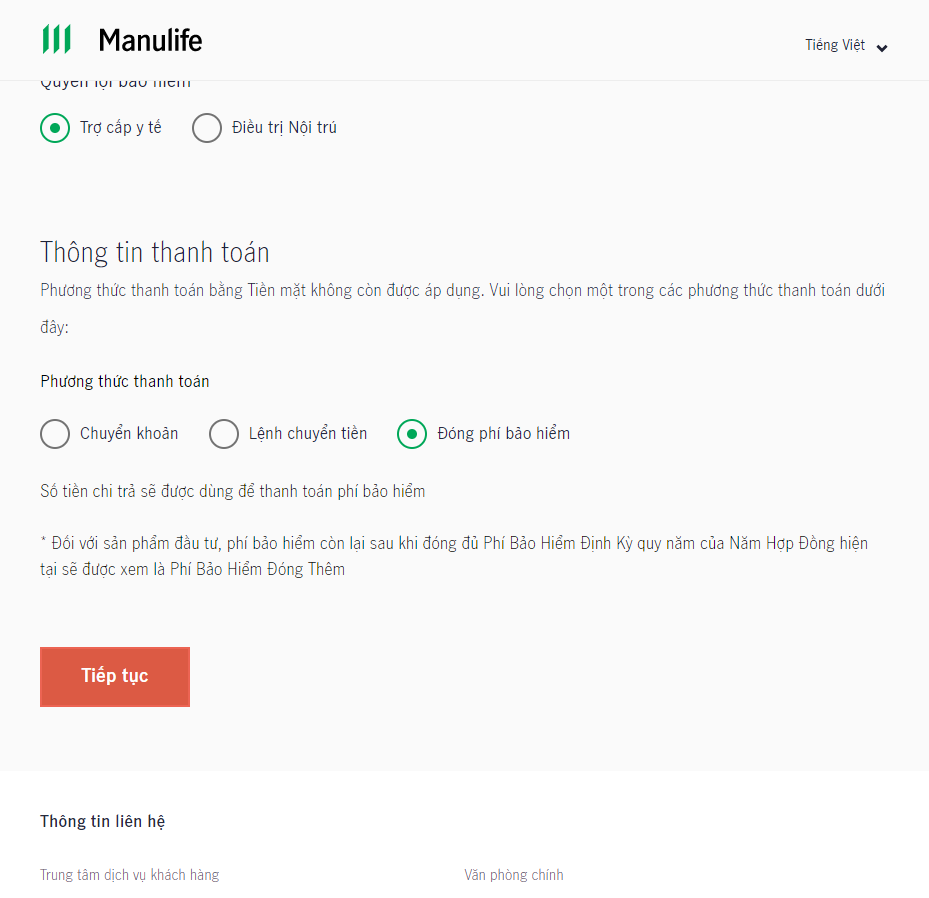 Manulife
Tiếng Việt
Quyền lợi bảo hiểm
Trợ cấp y tế
Điều trị Nội trú
Thông tin thanh toán
Phương thức thanh toán bằng Tiền mặt không còn được áp dụng. Vui lòng chọn một trong các phương thức thanh toán dưới
đây:
Phương thức thanh toán
Chuyển khoản
Lệnh chuyển tiền
Đóng phí bảo hiểm
Số tiền chi trả sẽ được dùng để thanh toán phí bảo hiểm
* Đối với sản phẩm đầu tư, phí bảo hiểm còn lại sau khi đóng đủ Phí Bảo Hiểm Định Kỳ quy năm của Năm Hợp Đồng hiện
tại sẽ được xem là Phí Bảo Hiểm Đóng Thêm
Tiếp tục
Thông tin liên hệ
Trung tâm dịch vụ khách hàng
Văn phòng chính